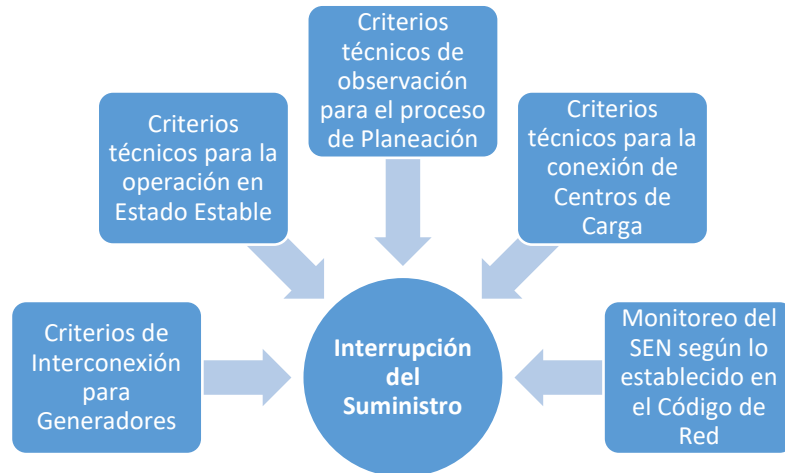 Criterios
técnicos de
observación
para el proceso
de Planeación
Criterios
técnicos para la
operación en
Estado Estable
Criterios
técnicos para la
conexión de
Centros de
Carga
Criterios de
Interconexión
para
Generadores
Interrupción
del
Suministro
Monitoreo del
SEN según lo
establecido en
el Código de
Red